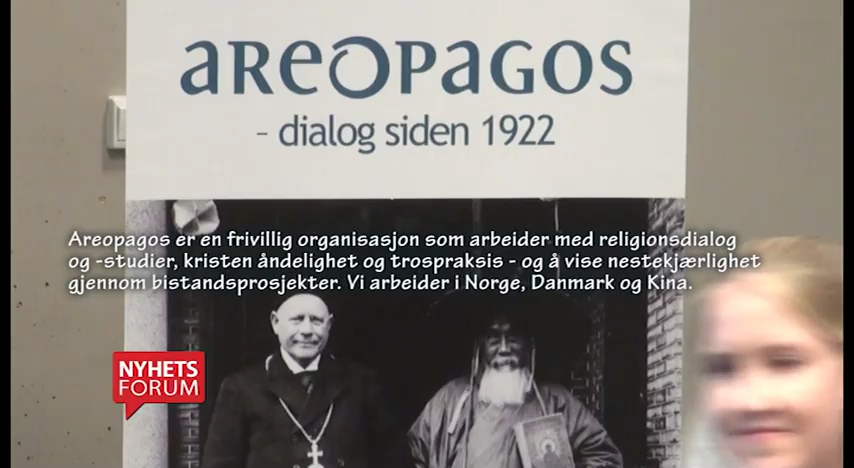 AREOPAGOS
- dialog siden 1922
Areopagos er en frivillig organisasjon som arbeider med religionsdialog
og -studier, kristen åndelighet og trospraksis - og å vise nestekjærlighet
gjennom bistandsprosjekter. Vi arbeider i Norge, Danmark og Kina.
NYHETS
FORUM